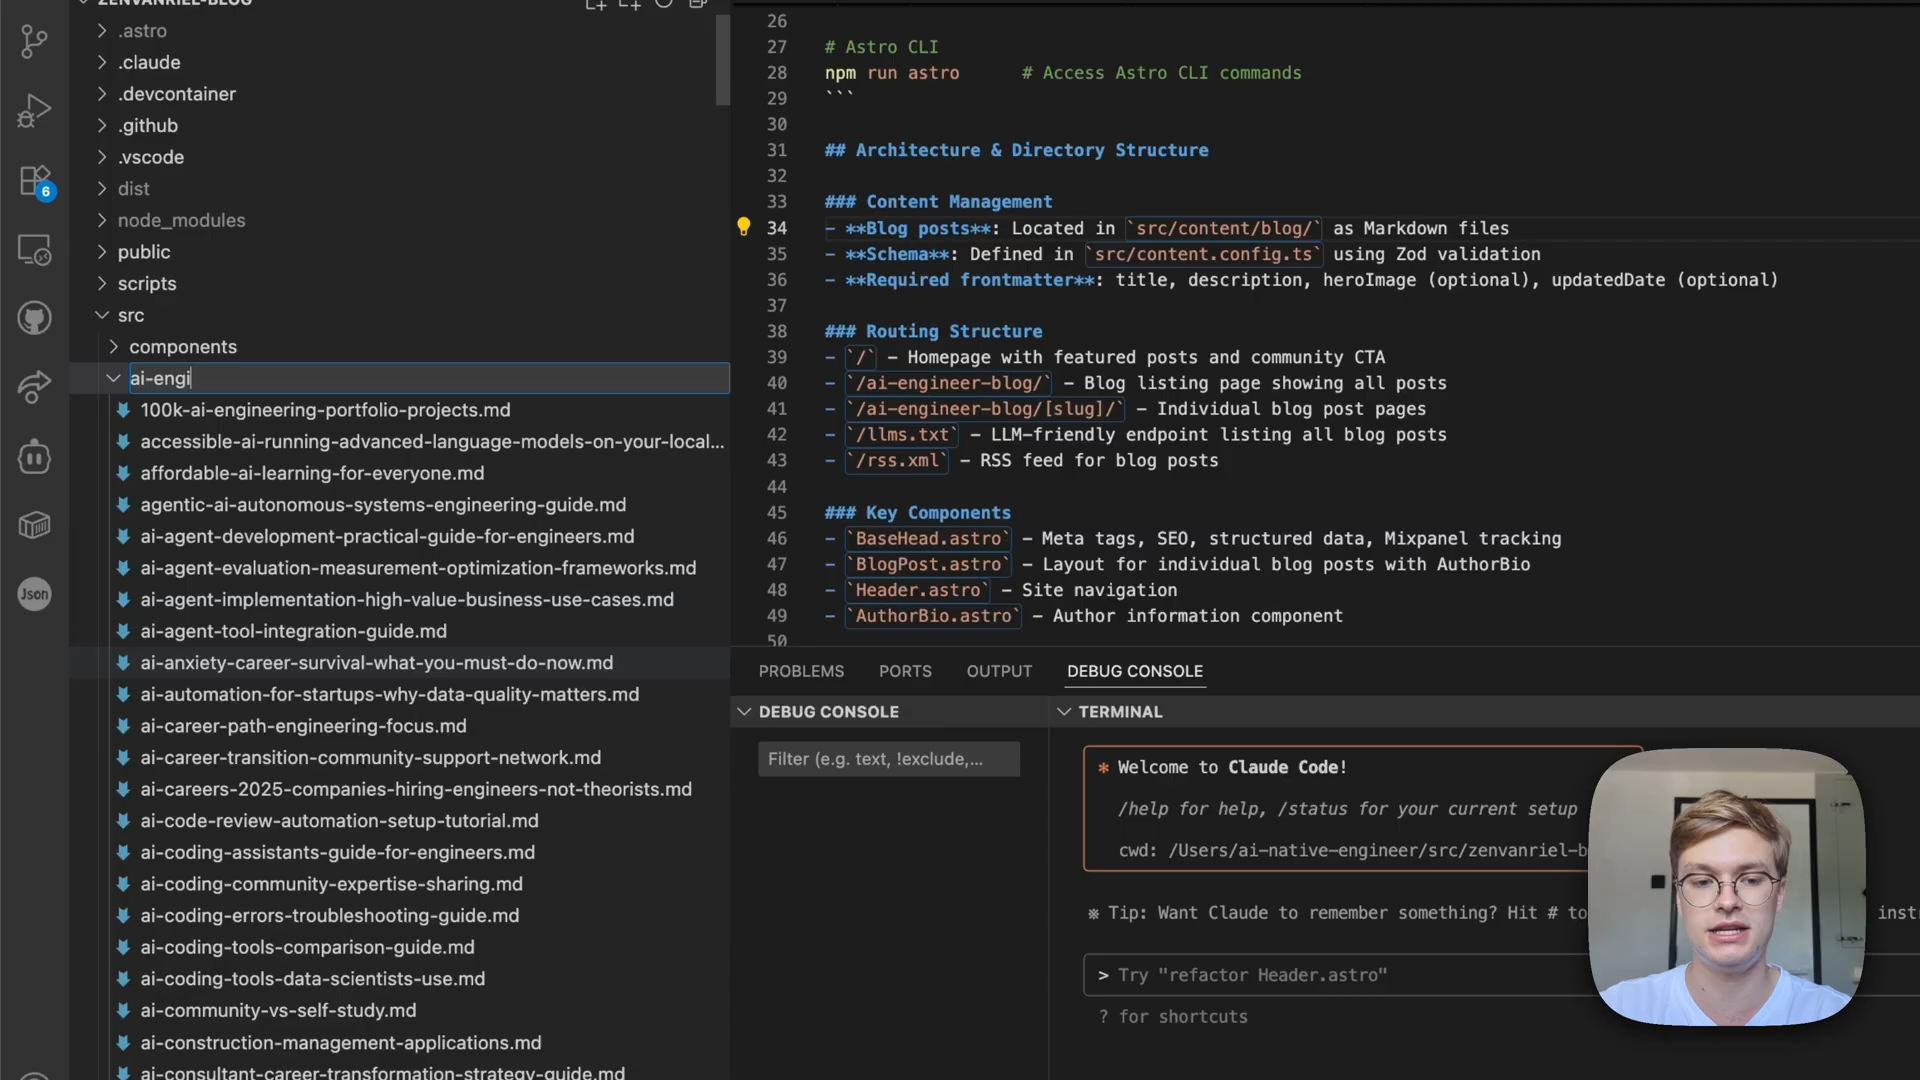 ZENVANRIEL-BLOG
.astro
.claude
.devcontainer
.github
.vscode
dist
node_modules
public
scripts
src
components
ai-engi
100k-ai-engineering-portfolio-projects.md
accessible-ai-running-advanced-language-models-on-your-local...
affordable-ai-learning-for-everyone.md
agentic-ai-autonomous-systems-engineering-guide.md
ai-agent-development-practical-guide-for-engineers.md
ai-agent-evaluation-measurement-optimization-frameworks.md
ai-agent-implementation-high-value-business-use-cases.md
ai-agent-tool-integration-guide.md
ai-anxiety-career-survival-what-you-must-do-now.md
ai-automation-for-startups-why-data-quality-matters.md
ai-career-path-engineering-focus.md
ai-career-transition-community-support-network.md
ai-careers-2025-companies-hiring-engineers-not-theorists.md
ai-code-review-automation-setup-tutorial.md
ai-coding-assistants-guide-for-engineers.md
ai-coding-community-expertise-sharing.md
ai-coding-errors-troubleshooting-guide.md
ai-coding-tools-comparison-guide.md
ai-coding-tools-data-scientists-use.md
ai-community-vs-self-study.md
ai-construction-management-applications.md
ai-consultant-career-transformation-strategy-guide.md
6
Json
26
27 # Astro CLI
28 npm run astro # Access Astro CLI commands
29 ```
30
31 ## Architecture & Directory Structure
32
33 ### Content Management
34 - **Blog posts**: Located in `src/content/blog/` as Markdown files
35 - **Schema**: Defined in `src/content.config.ts` using Zod validation
36 - **Required frontmatter**: title, description, heroImage (optional), updatedDate (optional)
37
38 ### Routing Structure
39 - `/` - Homepage with featured posts and community CTA
40 - `/ai-engineer-blog/` - Blog listing page showing all posts
41 - `/ai-engineer-blog/[slug]/` - Individual blog post pages
42 - `/llms.txt` - LLM-friendly endpoint listing all blog posts
43 - `/rss.xml` - RSS feed for blog posts
44
45 ### Key Components
46 - `BaseHead.astro` - Meta tags, SEO, structured data, Mixpanel tracking
47 - `BlogPost.astro` - Layout for individual blog posts with AuthorBio
48 - `Header.astro` - Site navigation
49 - `AuthorBio.astro` - Author information component
50
PROBLEMS PORTS OUTPUT DEBUG CONSOLE
DEBUG CONSOLE
Filter (e.g. text, !exclude,...
TERMINAL
* Welcome to Claude Code!
/help for help, /status for your current setup
cwd: /Users/ai-native-engineer/src/zenvanriel-b
※ Tip: Want Claude to remember something? Hit # to
> Try "refactor Header.astro"
? for shortcuts